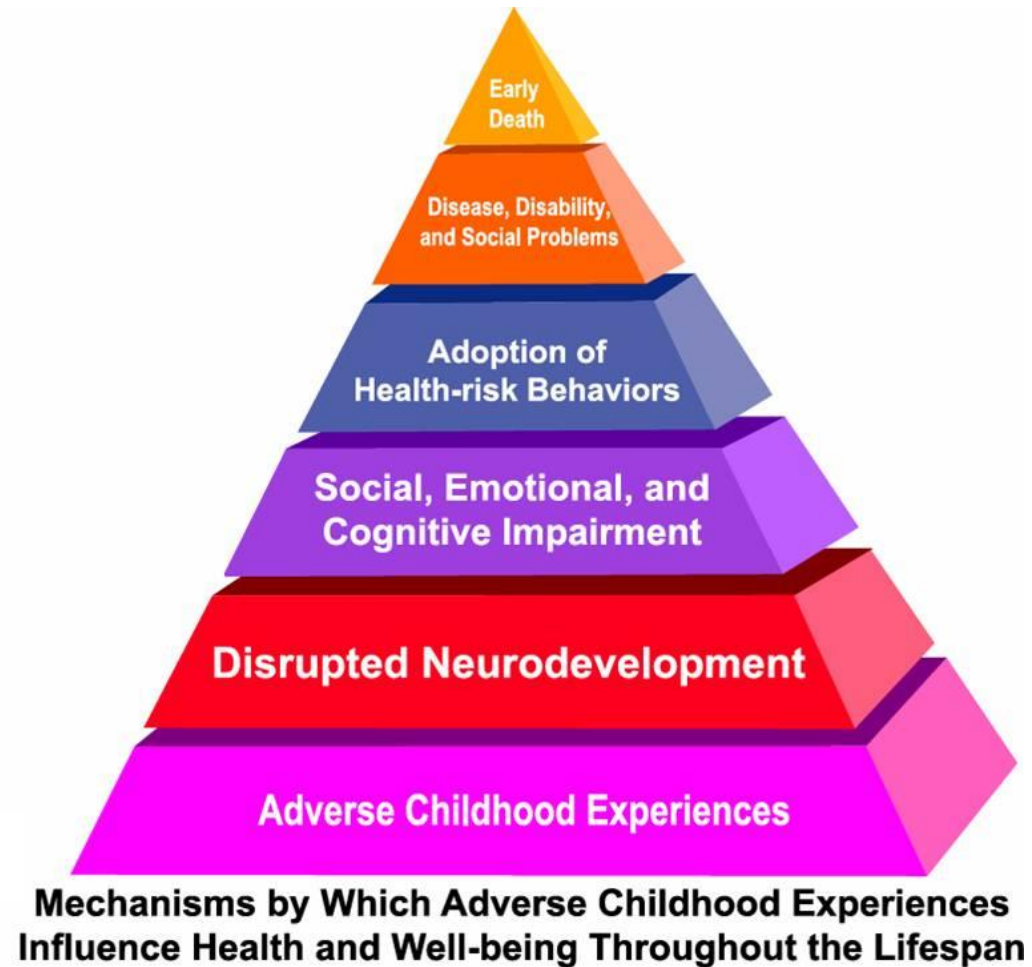 Early
Death
Disease, Disability,
and Social Problems
Adoption of
Health-risk Behaviors
Social, Emotional, and
Cognitive Impairment
Disrupted Neurodevelopment
Adverse Childhood Experiences
Mechanisms by Which Adverse Childhood Experiences
Influence Health and Well-being Throughout the Lifespan